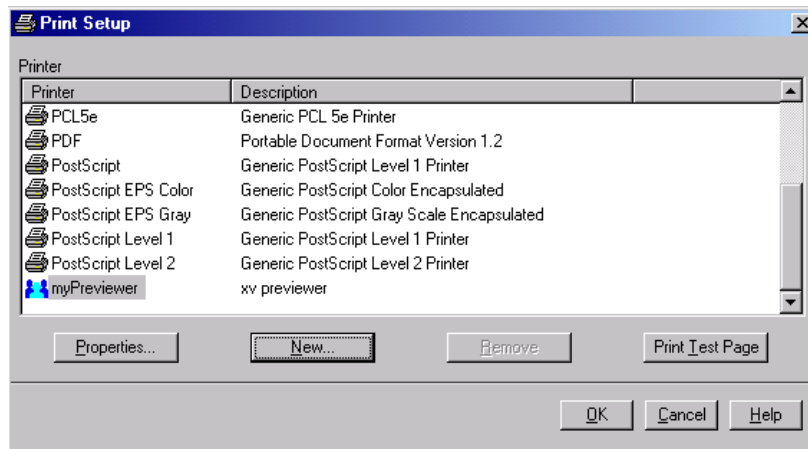 Print Setup
Printer
Printer Description
PCL5e Generic PCL 5e Printer
PDF Portable Document Format Version 1.2
PostScript Generic PostScript Level 1 Printer
PostScript EPS Color Generic PostScript Color Encapsulated
PostScript EPS Gray Generic PostScript Gray Scale Encapsulated
PostScript Level 1 Generic PostScript Level 1 Printer
PostScript Level 2 Generic PostScript Level 2 Printer
myPreviewer xv previewer
Properties... New... Remove Print Test Page
OK Cancel Help